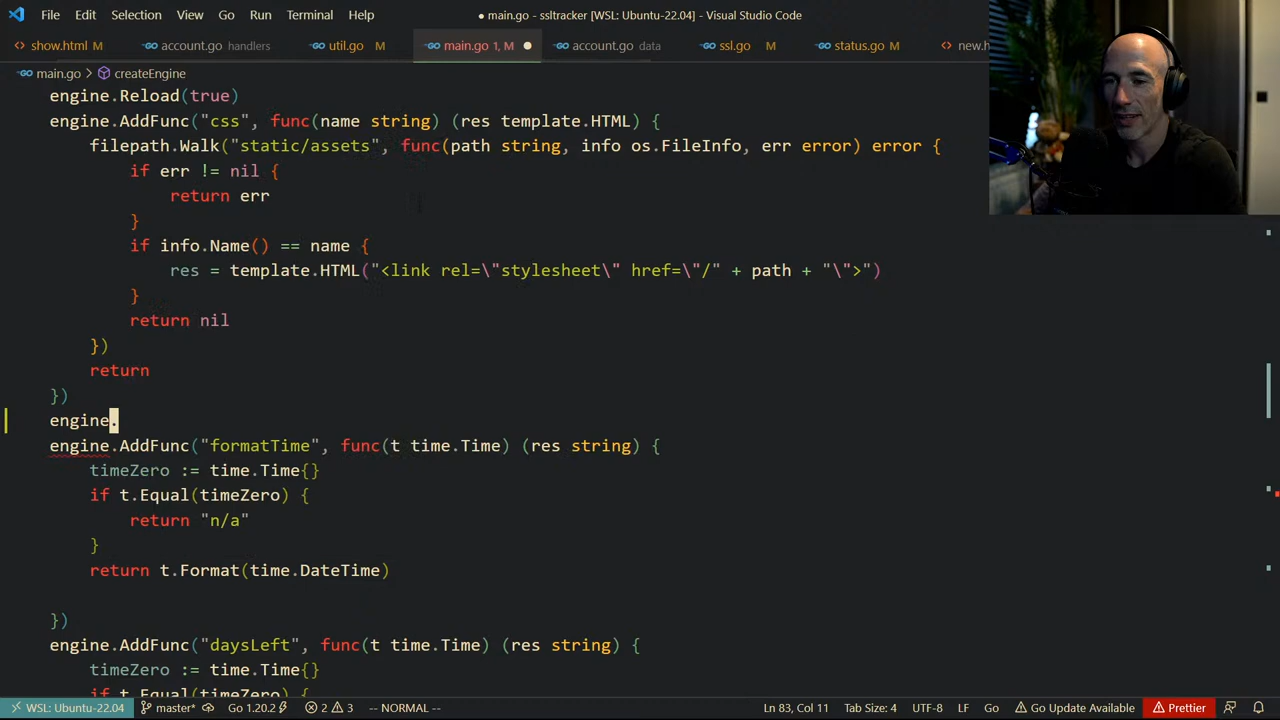 File Edit Selection View Go Run Terminal Help
● main.go - ssltracker [WSL: Ubuntu-22.04] - Visual Studio Code
show.html M account.go handlers util.go M main.go 1, M account.go data ssl.go M status.go M new.h
main.go > createEngine
engine.Reload(true)
engine.AddFunc("css", func(name string) (res template.HTML) {
filepath.Walk("static/assets", func(path string, info os.FileInfo, err error) error {
if err != nil {
return err
}
if info.Name() == name {
res = template.HTML("<link rel=\"stylesheet\" href=\"/" + path + "\">")
}
return nil
})
return
})
engine.
engine.AddFunc("formatTime", func(t time.Time) (res string) {
timeZero := time.Time{}
if t.Equal(timeZero) {
return "n/a"
}
return t.Format(time.DateTime)
})
engine.AddFunc("daysLeft", func(t time.Time) (res string) {
timeZero := time.Time{}
if t.Equal(timeZero) {
WSL: Ubuntu-22.04 master* Go 1.20.2 2 3 -- NORMAL -- Ln 83, Col 11 Tab Size: 4 UTF-8 LF Go Go Update Available Prettier